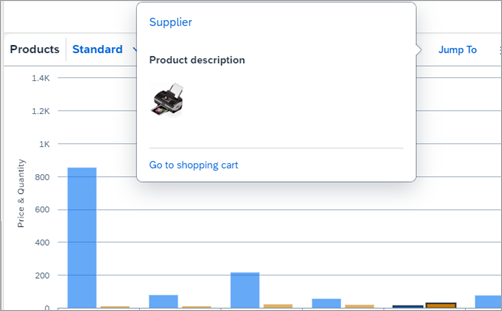 Supplier
Products Standard
Jump To
Product description
Go to shopping cart
Price & Quantity
1.4K
1.2K
1K
800
600
400
200
0